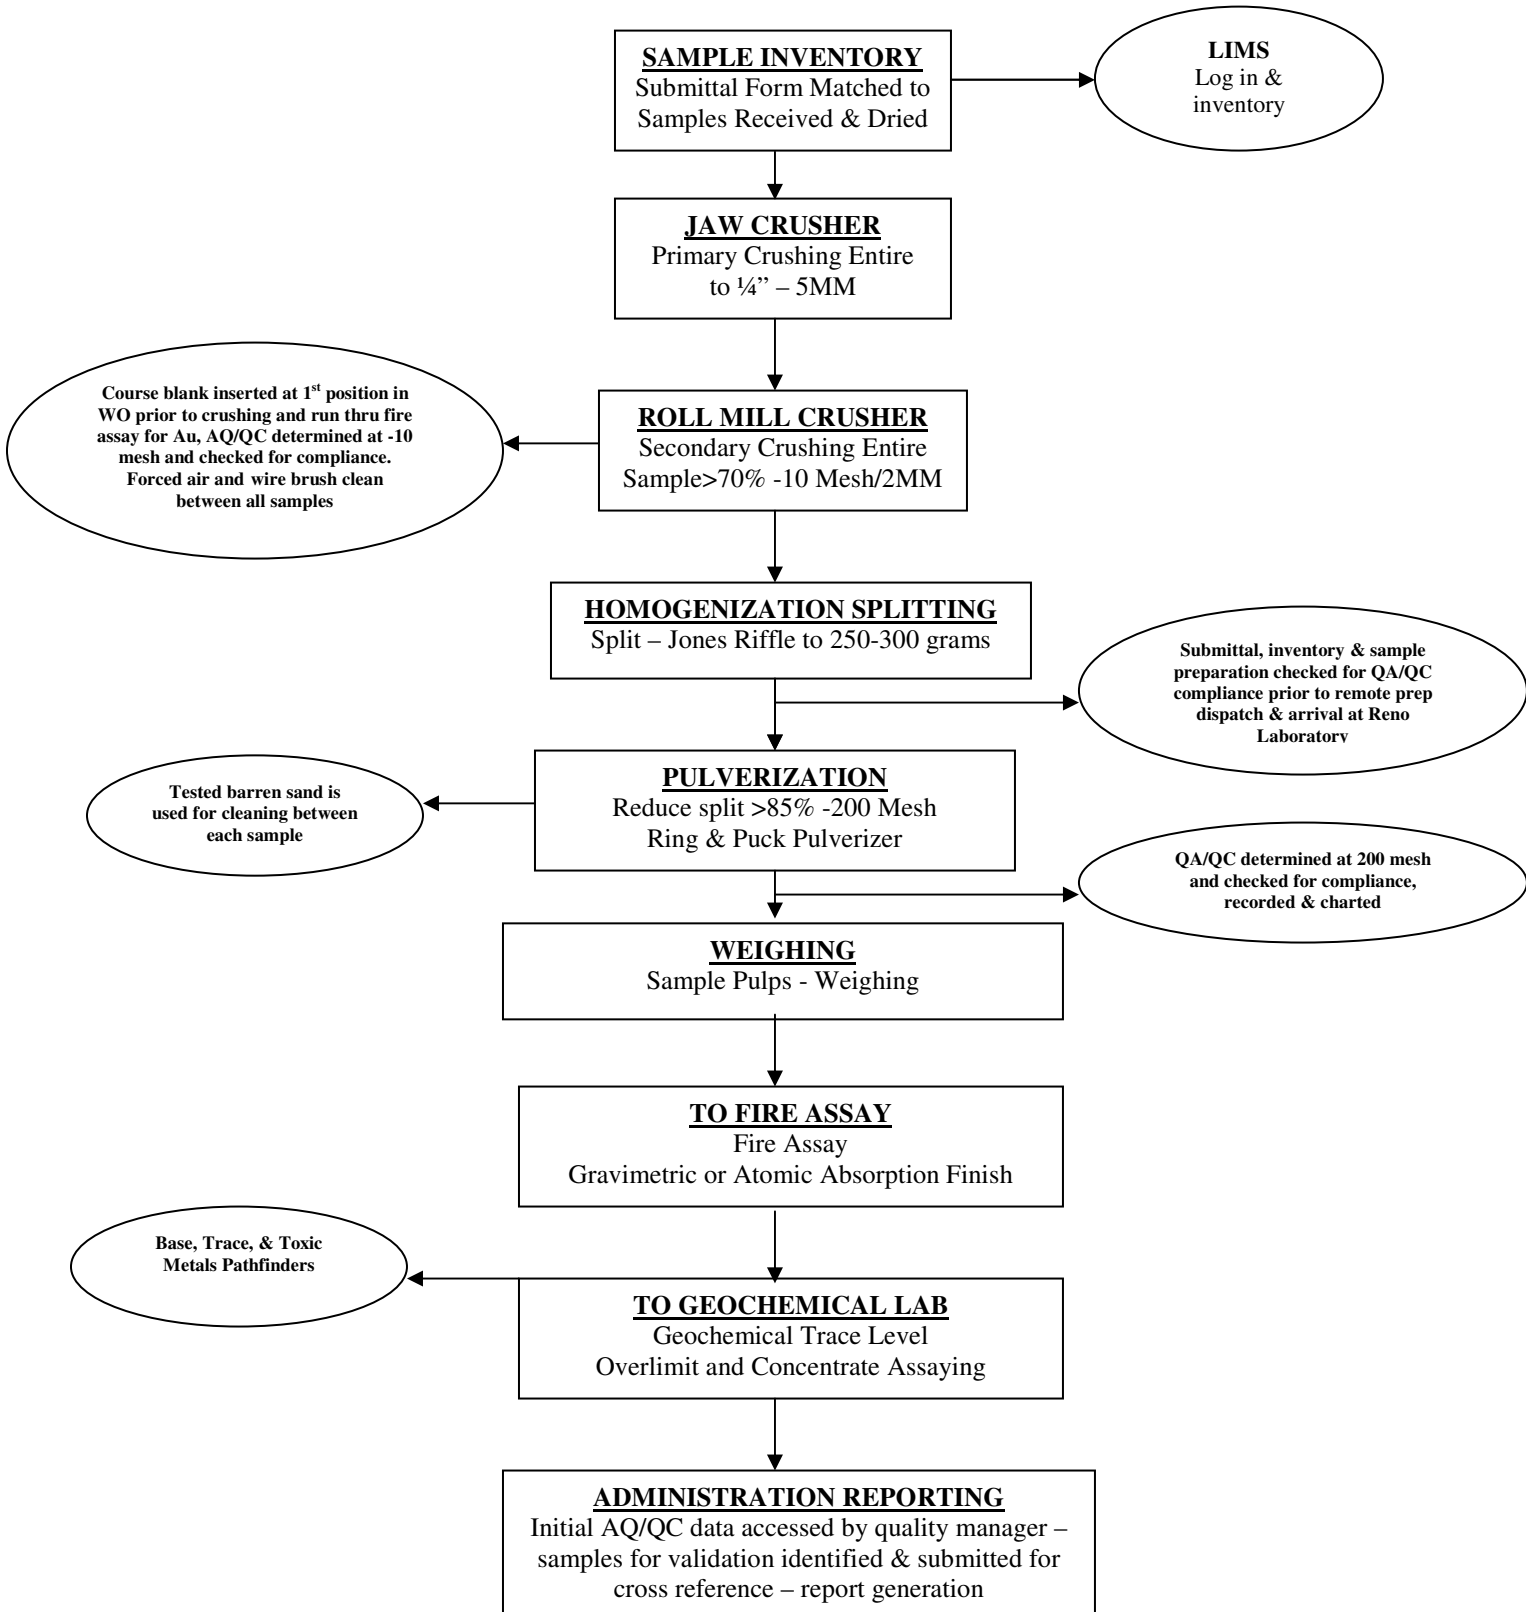 SAMPLE INVENTORY
Submittal Form Matched to
Samples Received & Dried
LIMS
Log in &
inventory
JAW CRUSHER
Primary Crushing Entire
to ¼” – 5MM
Course blank inserted at 1st position in
WO prior to crushing and run thru fire
assay for Au, AQ/QC determined at -10
mesh and checked for compliance.
Forced air and wire brush clean
between all samples
ROLL MILL CRUSHER
Secondary Crushing Entire
Sample>70% -10 Mesh/2MM
HOMOGENIZATION SPLITTING
Split – Jones Riffle to 250-300 grams
Submittal, inventory & sample
preparation checked for QA/QC
compliance prior to remote prep
dispatch & arrival at Reno
Laboratory
PULVERIZATION
Reduce split >85% -200 Mesh
Ring & Puck Pulverizer
Tested barren sand is
used for cleaning between
each sample
QA/QC determined at 200 mesh
and checked for compliance,
recorded & charted
WEIGHING
Sample Pulps - Weighing
TO FIRE ASSAY
Fire Assay
Gravimetric or Atomic Absorption Finish
Base, Trace, & Toxic
Metals Pathfinders
TO GEOCHEMICAL LAB
Geochemical Trace Level
Overlimit and Concentrate Assaying
ADMINISTRATION REPORTING
Initial AQ/QC data accessed by quality manager –
samples for validation identified & submitted for
cross reference – report generation